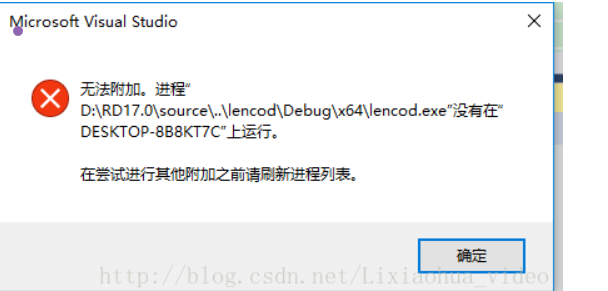 Microsoft Visual Studio
无法附加。进程“
D:\RD17.0\source\..\lencod\Debug\x64\lencod.exe”没有在“
DESKTOP-8B8KT7C”上运行。
在尝试进行其他附加之前请刷新进程列表。
确定
http://blog.csdn.net/Lixiaohua_video